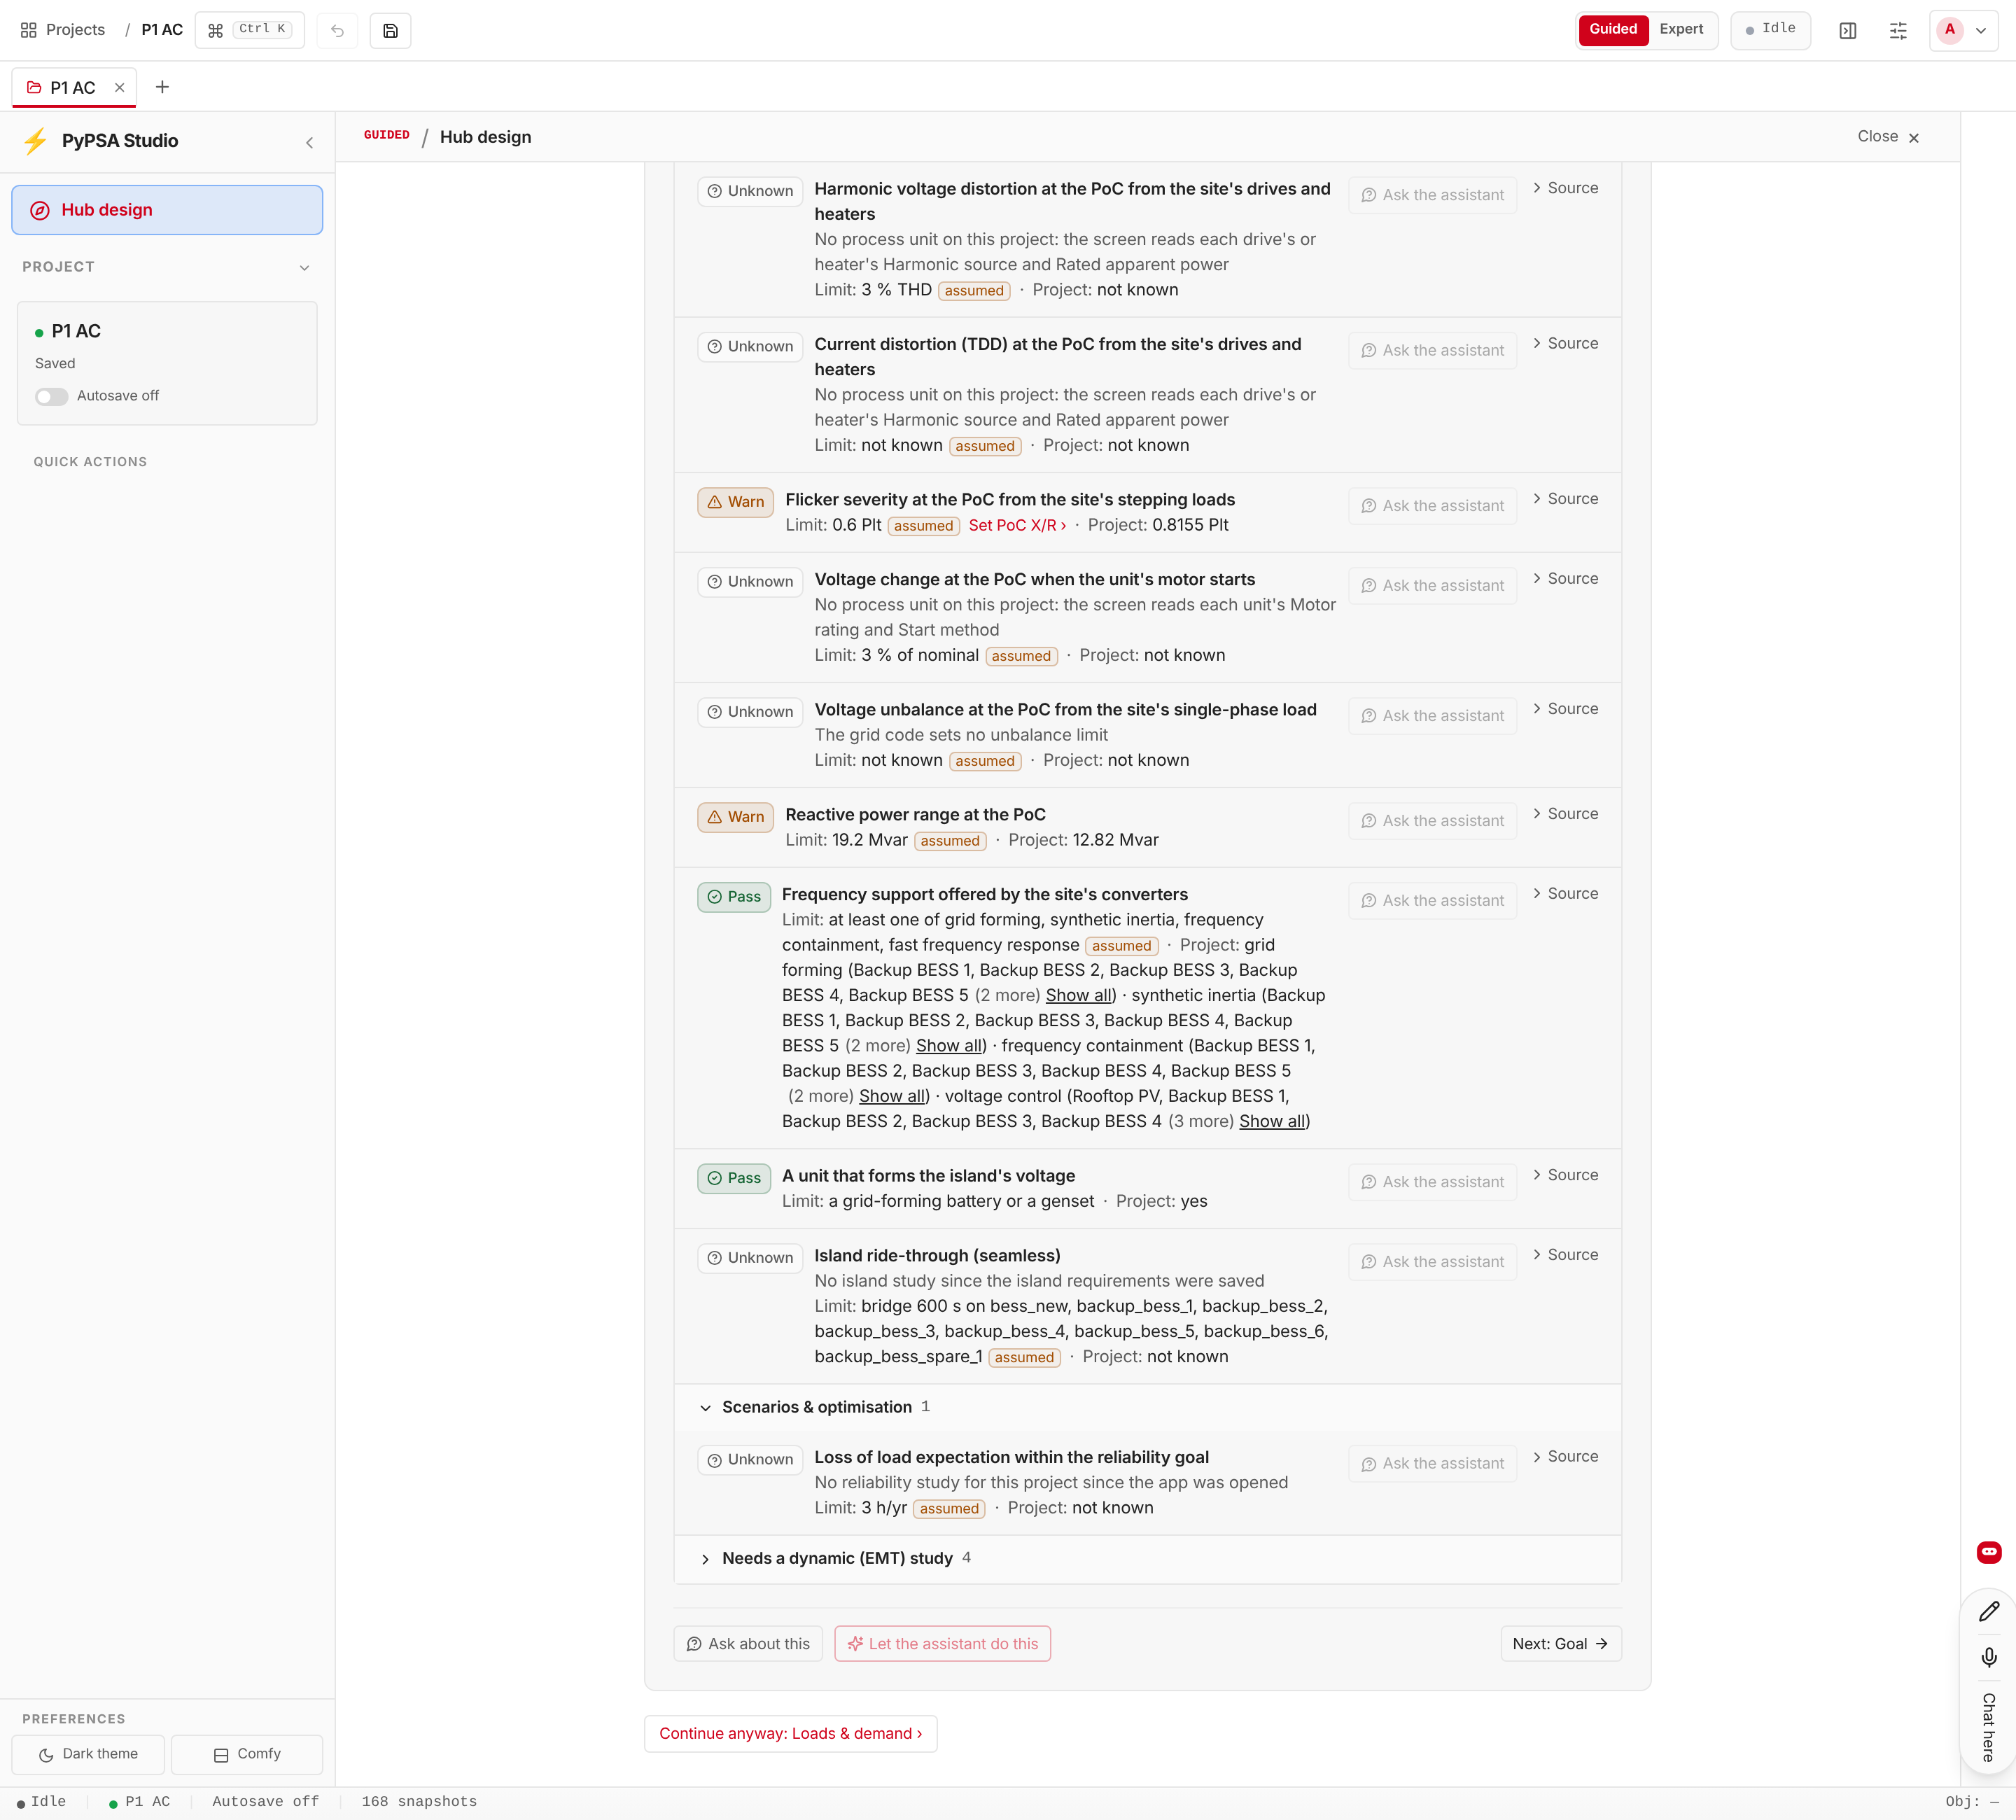 Projects / P1 AC ⌘ Ctrl K Guided Expert Idle A
P1 AC × +
PyPSA Studio
Hub design
PROJECT
P1 AC
Saved
Autosave off
QUICK ACTIONS
PREFERENCES
Dark theme
Comfy
GUIDED / Hub design Close ×
Unknown Harmonic voltage distortion at the PoC from the site's drives and Ask the assistant Source
heaters
No process unit on this project: the screen reads each drive's or
heater's Harmonic source and Rated apparent power
Limit: 3 % THD assumed · Project: not known
Unknown Current distortion (TDD) at the PoC from the site's drives and Ask the assistant Source
heaters
No process unit on this project: the screen reads each drive's or
heater's Harmonic source and Rated apparent power
Limit: not known assumed · Project: not known
Warn Flicker severity at the PoC from the site's stepping loads Ask the assistant Source
Limit: 0.6 Plt assumed Set PoC X/R › · Project: 0.8155 Plt
Unknown Voltage change at the PoC when the unit's motor starts Ask the assistant Source
No process unit on this project: the screen reads each unit's Motor
rating and Start method
Limit: 3 % of nominal assumed · Project: not known
Unknown Voltage unbalance at the PoC from the site's single-phase load Ask the assistant Source
The grid code sets no unbalance limit
Limit: not known assumed · Project: not known
Warn Reactive power range at the PoC Ask the assistant Source
Limit: 19.2 Mvar assumed · Project: 12.82 Mvar
Pass Frequency support offered by the site's converters Ask the assistant Source
Limit: at least one of grid forming, synthetic inertia, frequency
containment, fast frequency response assumed · Project: grid
forming (Backup BESS 1, Backup BESS 2, Backup BESS 3, Backup
BESS 4, Backup BESS 5 (2 more) Show all) · synthetic inertia (Backup
BESS 1, Backup BESS 2, Backup BESS 3, Backup BESS 4, Backup
BESS 5 (2 more) Show all) · frequency containment (Backup BESS 1,
Backup BESS 2, Backup BESS 3, Backup BESS 4, Backup BESS 5
(2 more) Show all) · voltage control (Rooftop PV, Backup BESS 1,
Backup BESS 2, Backup BESS 3, Backup BESS 4 (3 more) Show all)
Pass A unit that forms the island's voltage Ask the assistant Source
Limit: a grid-forming battery or a genset · Project: yes
Unknown Island ride-through (seamless) Ask the assistant Source
No island study since the island requirements were saved
Limit: bridge 600 s on bess_new, backup_bess_1, backup_bess_2,
backup_bess_3, backup_bess_4, backup_bess_5, backup_bess_6,
backup_bess_spare_1 assumed · Project: not known
Scenarios & optimisation 1
Unknown Loss of load expectation within the reliability goal Ask the assistant Source
No reliability study for this project since the app was opened
Limit: 3 h/yr assumed · Project: not known
Needs a dynamic (EMT) study 4
Ask about this Let the assistant do this Next: Goal →
Continue anyway: Loads & demand ›
Chat here
Idle P1 AC Autosave off 168 snapshots Obj: —